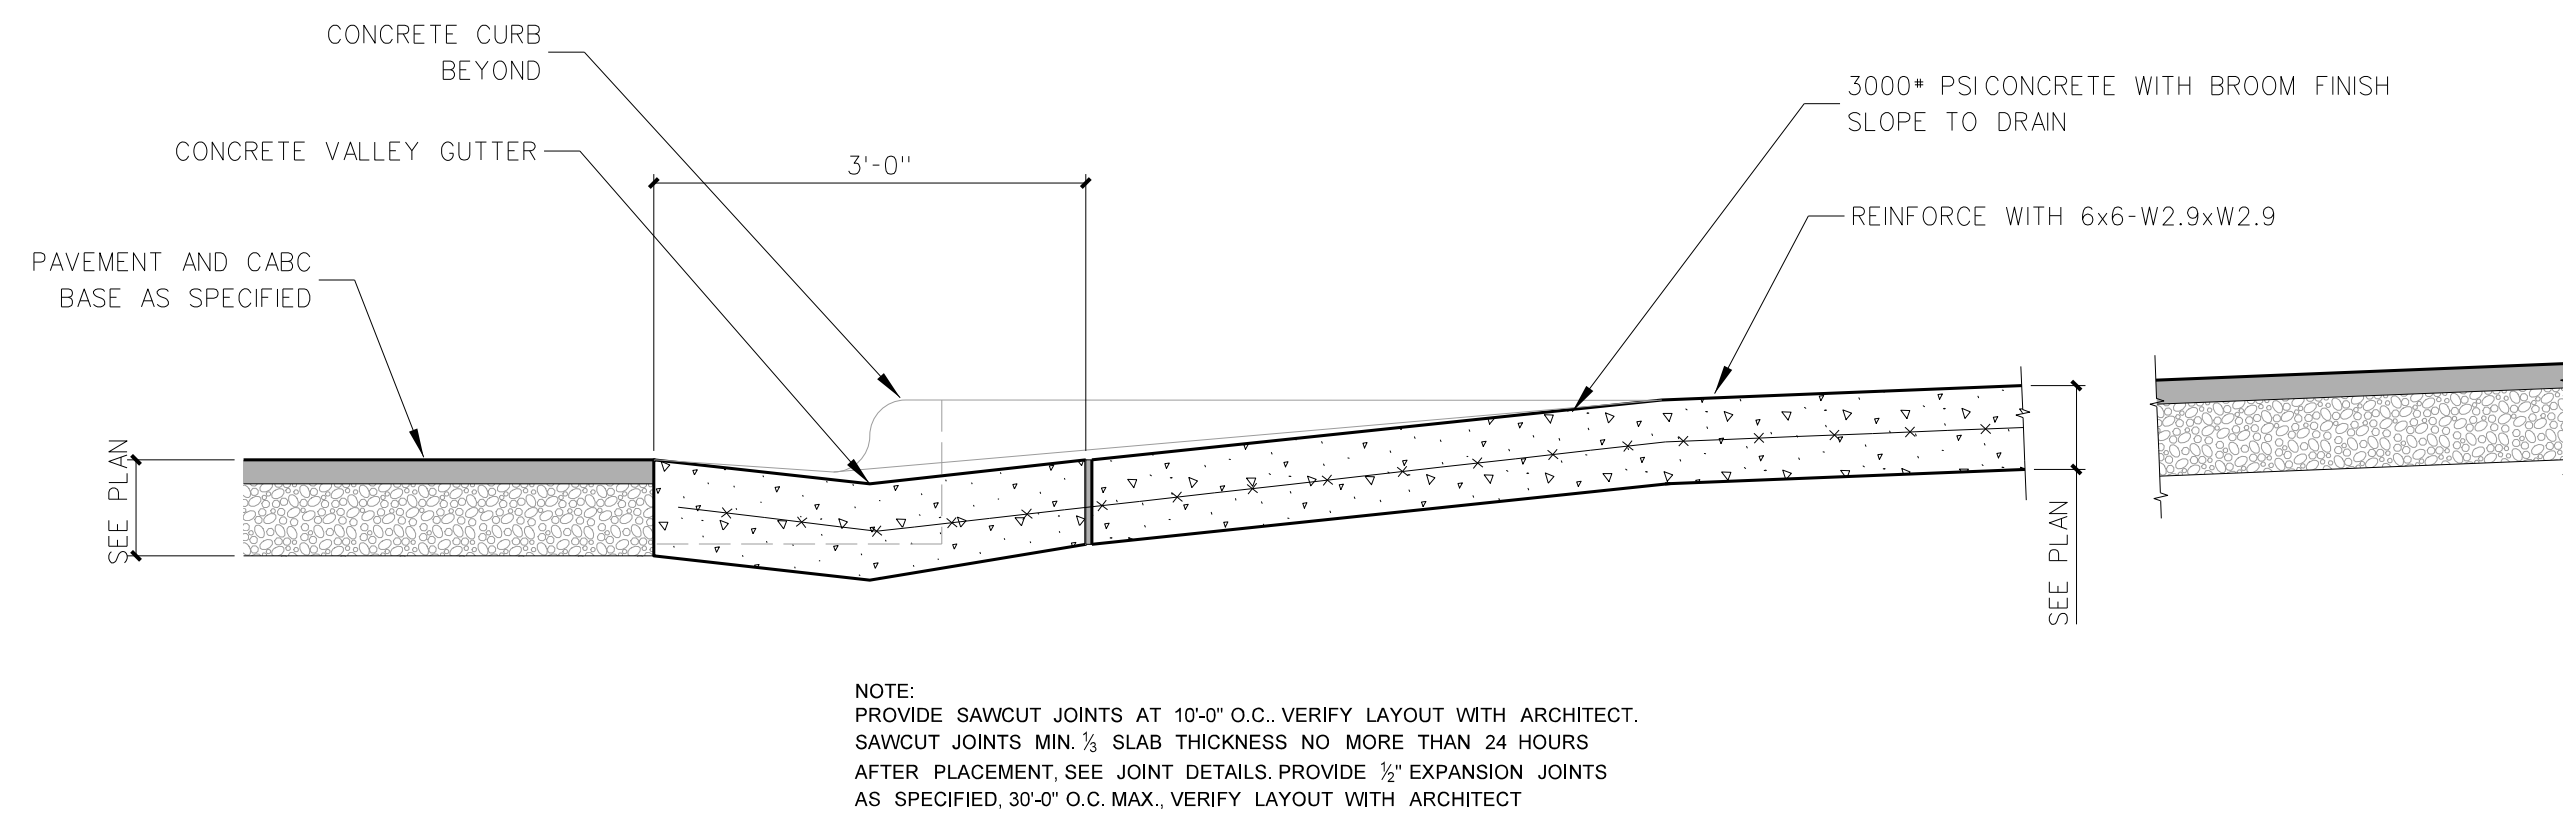 CONCRETE CURB
BEYOND
CONCRETE VALLEY GUTTER
3'-0"
3000# PSI CONCRETE WITH BROOM FINISH
SLOPE TO DRAIN
REINFORCE WITH 6x6-W2.9xW2.9
PAVEMENT AND CABC
BASE AS SPECIFIED
SEE PLAN
SEE PLAN
NOTE:
PROVIDE SAWCUT JOINTS AT 10'-0" O.C.. VERIFY LAYOUT WITH ARCHITECT.
SAWCUT JOINTS MIN. ⅓ SLAB THICKNESS NO MORE THAN 24 HOURS
AFTER PLACEMENT, SEE JOINT DETAILS. PROVIDE ½" EXPANSION JOINTS
AS SPECIFIED, 30'-0" O.C. MAX., VERIFY LAYOUT WITH ARCHITECT